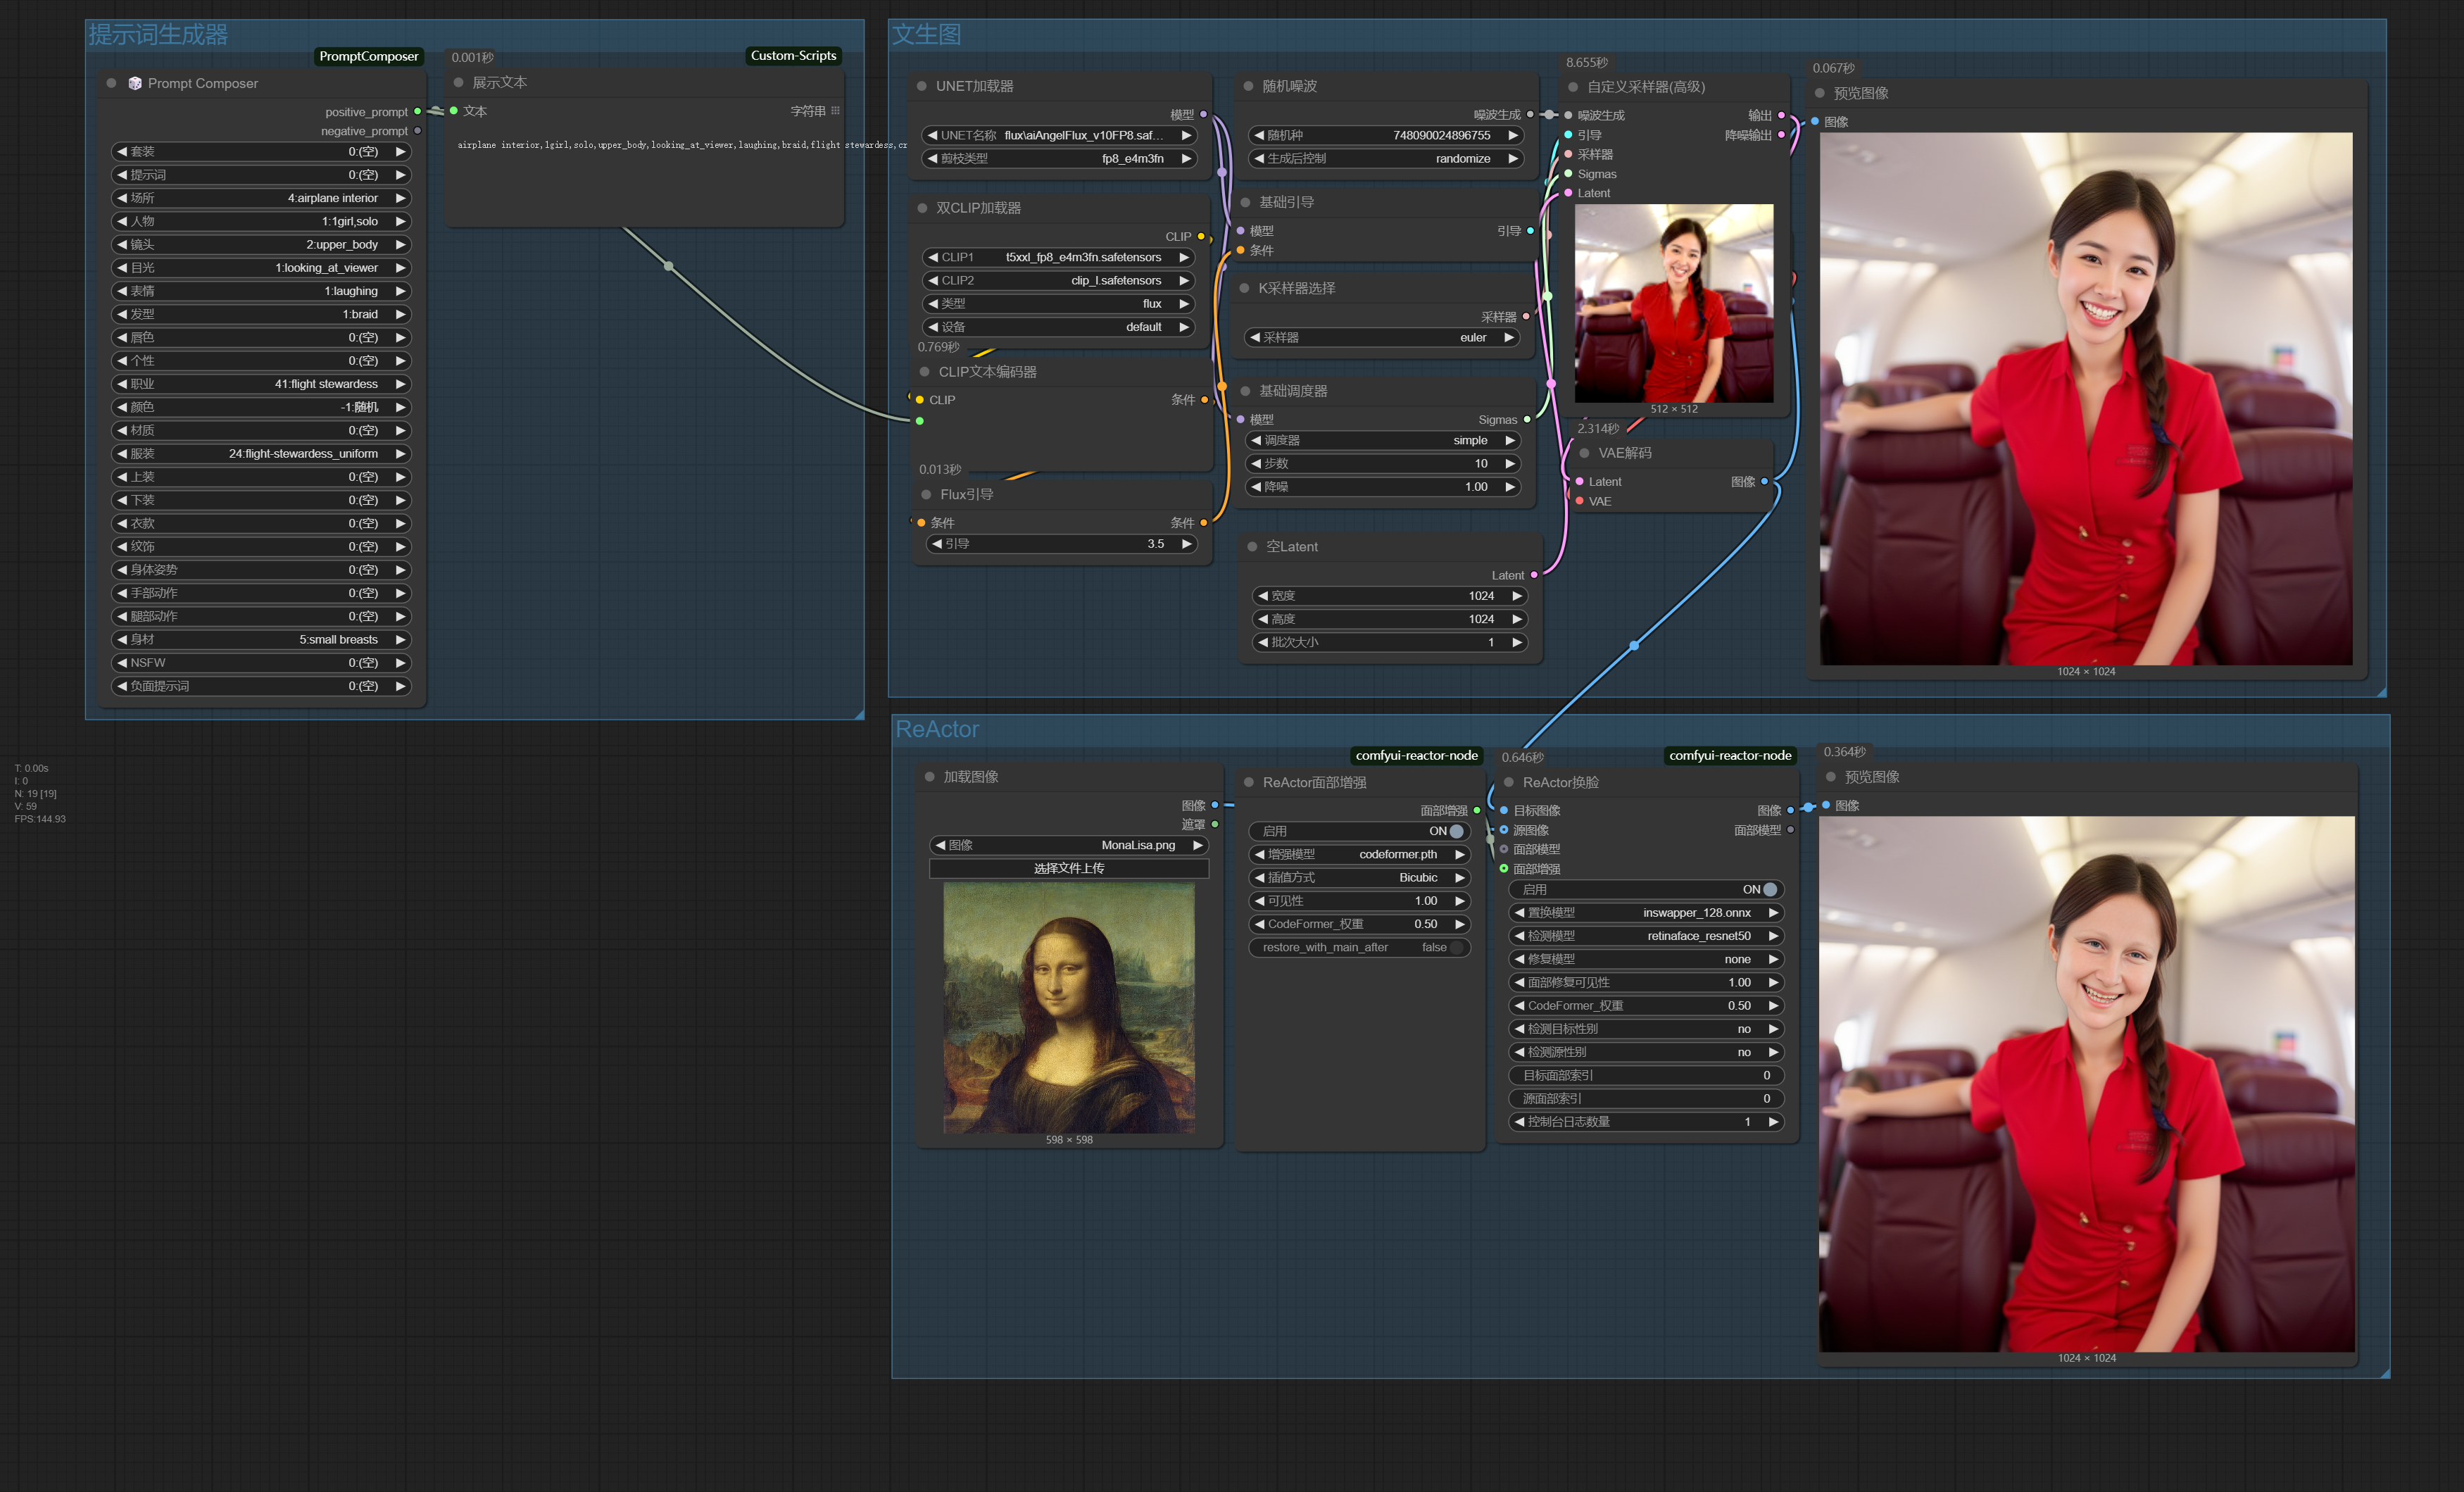 提示词生成器
PromptComposer
Prompt Composer
positive_prompt
negative_prompt
套装 0:(空)
提示词 0:(空)
场所 4:airplane interior
人物 1:1girl,solo
镜头 2:upper_body
目光 1:looking_at_viewer
表情 1:laughing
发型 1:braid
唇色 0:(空)
个性 0:(空)
职业 41:flight stewardess
颜色 -1:随机
材质 0:(空)
服装 24:flight-stewardess_uniform
上装 0:(空)
下装 0:(空)
衣款 0:(空)
纹饰 0:(空)
身体姿势 0:(空)
手部动作 0:(空)
腿部动作 0:(空)
身材 5:small breasts
NSFW 0:(空)
负面提示词 0:(空)
0.001秒
Custom-Scripts
展示文本
文本 字符串
airplane interior,1girl,solo,upper_body,looking_at_viewer,laughing,braid,flight stewardess,cr
文生图
UNET加载器
模型
UNET名称 flux\aiAngelFlux_v10FP8.saf...
剪枝类型 fp8_e4m3fn
双CLIP加载器
CLIP
CLIP1 t5xxl_fp8_e4m3fn.safetensors
CLIP2 clip_l.safetensors
类型 flux
设备 default
0.769秒
CLIP文本编码器
CLIP 条件
0.013秒
Flux引导
条件 条件
引导 3.5
随机噪波
噪波生成
随机种 748090024896755
生成后控制 randomize
基础引导
模型 引导
条件
K采样器选择
采样器
采样器 euler
基础调度器
模型 Sigmas
调度器 simple
步数 10
降噪 1.00
空Latent
Latent
宽度 1024
高度 1024
批次大小 1
8.655秒
自定义采样器(高级)
噪波生成 输出
引导 降噪输出
采样器
Sigmas
Latent
512 × 512
2.314秒
VAE解码
Latent 图像
VAE
0.067秒
预览图像
图像
1024 × 1024
T: 0.00s
I: 0
N: 19 [19]
V: 59
FPS:144.93
ReActor
加载图像
图像
遮罩
图像 MonaLisa.png
选择文件上传
598 × 598
comfyui-reactor-node
ReActor面部增强
面部增强
启用 ON
增强模型 codeformer.pth
插值方式 Bicubic
可见性 1.00
CodeFormer_权重 0.50
restore_with_main_after false
0.646秒
comfyui-reactor-node
ReActor换脸
目标图像 图像
源图像 面部模型
面部模型
面部增强
启用 ON
置换模型 inswapper_128.onnx
检测模型 retinaface_resnet50
修复模型 none
面部修复可见性 1.00
CodeFormer_权重 0.50
检测目标性别 no
检测源性别 no
目标面部索引 0
源面部索引 0
控制台日志数量 1
0.364秒
预览图像
图像
1024 × 1024